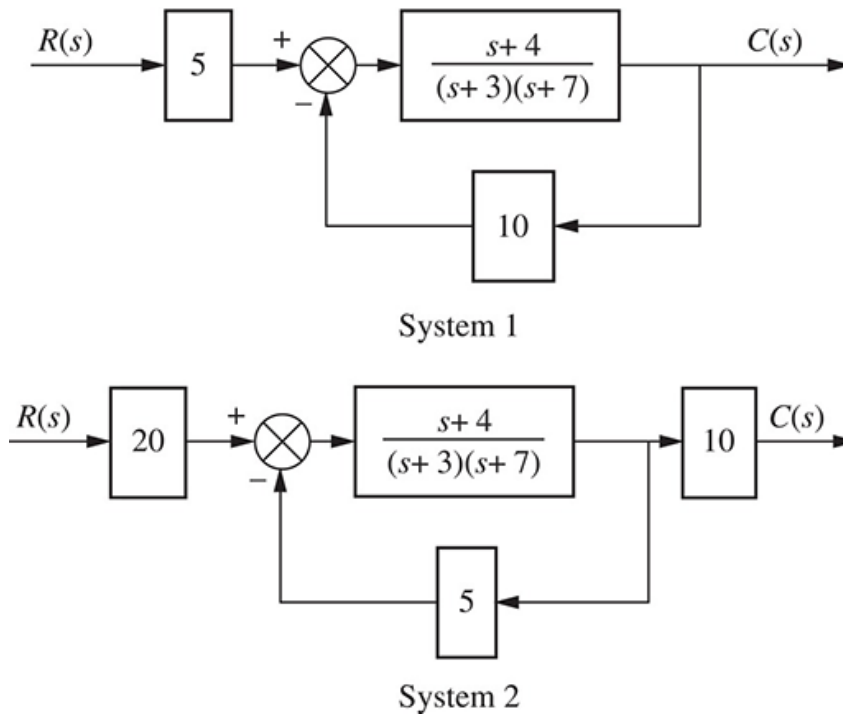 R(s)
5
+
−
s+ 4
(s+ 3)(s+ 7)
C(s)
10
System 1
R(s)
20
+
−
s+ 4
(s+ 3)(s+ 7)
10
C(s)
5
System 2